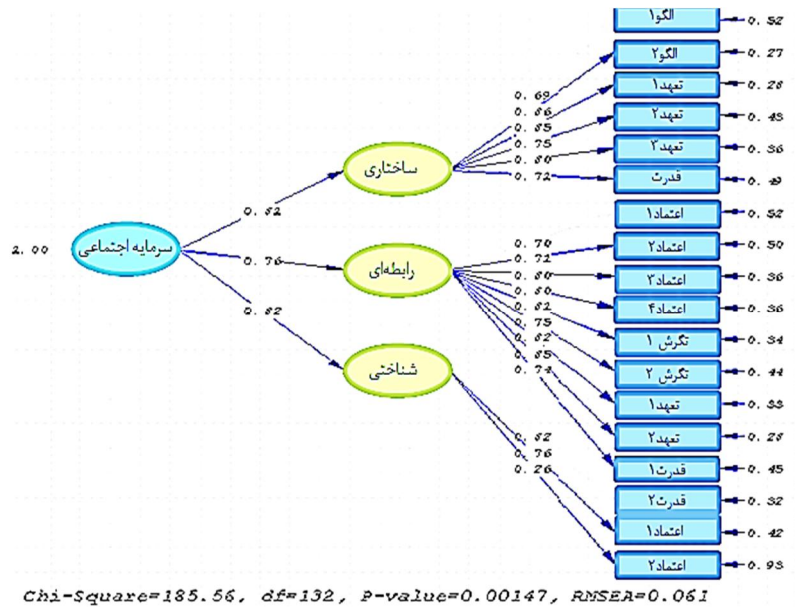 الگو۱
0.52
الگو۲
0.27
تعهد۱
0.28
0.69
0.86
تعهد۲
0.43
0.85
0.75
تعهد۳
0.36
0.80
ساختاری
0.72
قدرت
0.49
0.81
اعتماد۱
0.52
سرمایه اجتماعی
1.00
0.70
اعتماد۲
0.50
0.71
0.76
رابطه‌ای
0.80
اعتماد۳
0.36
0.80
0.81
اعتماد۴
0.36
0.82
0.75
نگرش ۱
0.34
0.82
0.85
شناختی
0.74
نگرش ۲
0.44
تعهد۱
0.33
0.82
تعهد۲
0.28
0.76
0.26
قدرت۱
0.45
قدرت۲
0.32
اعتماد۱
0.42
اعتماد۲
0.93
Chi-Square=185.56, df=132, P-value=0.00147, RMSEA=0.061